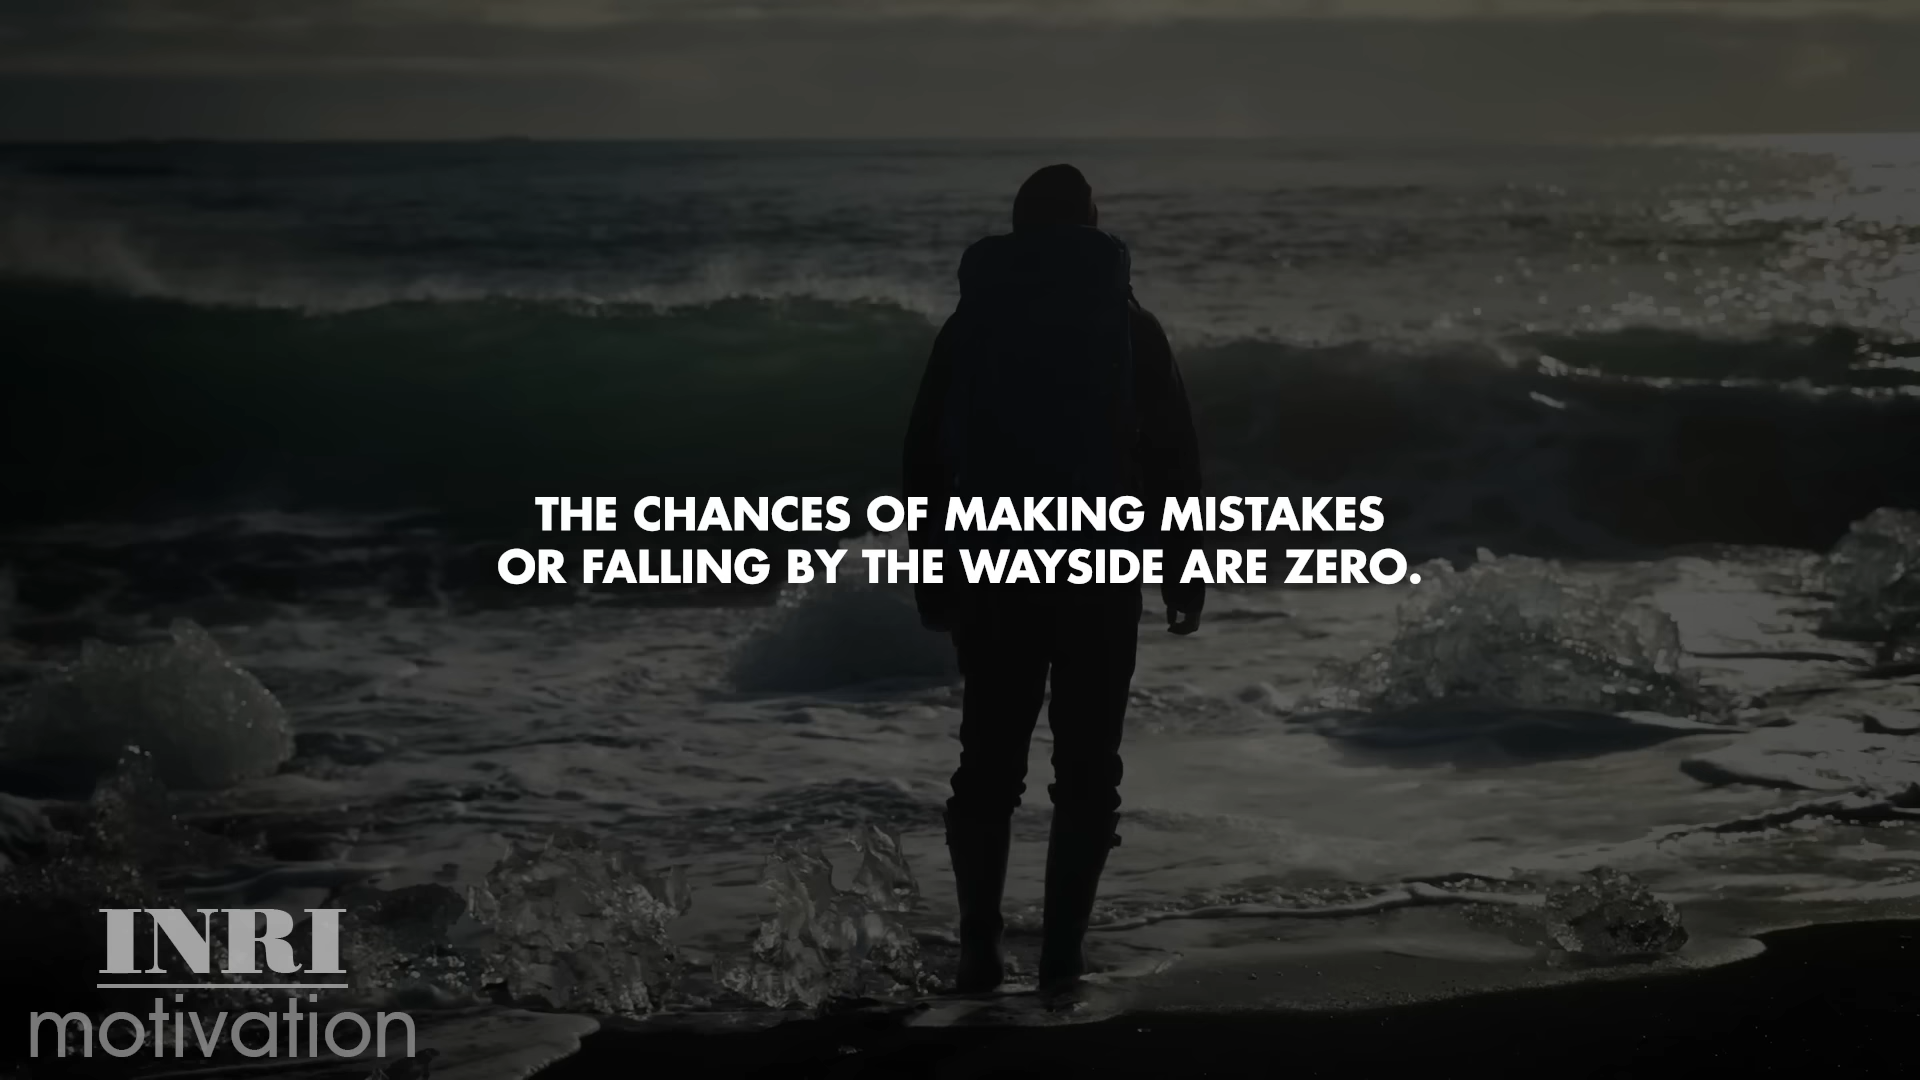 THE CHANCES OF MAKING MISTAKES
OR FALLING BY THE WAYSIDE ARE ZERO.
INRI
motivation